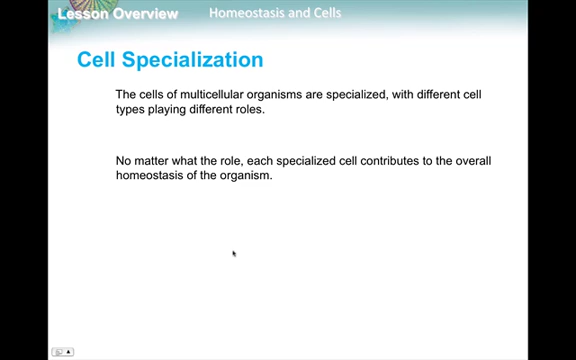 Lesson Overview Homeostasis and Cells
Cell Specialization
The cells of multicellular organisms are specialized, with different cell
types playing different roles.
No matter what the role, each specialized cell contributes to the overall
homeostasis of the organism.